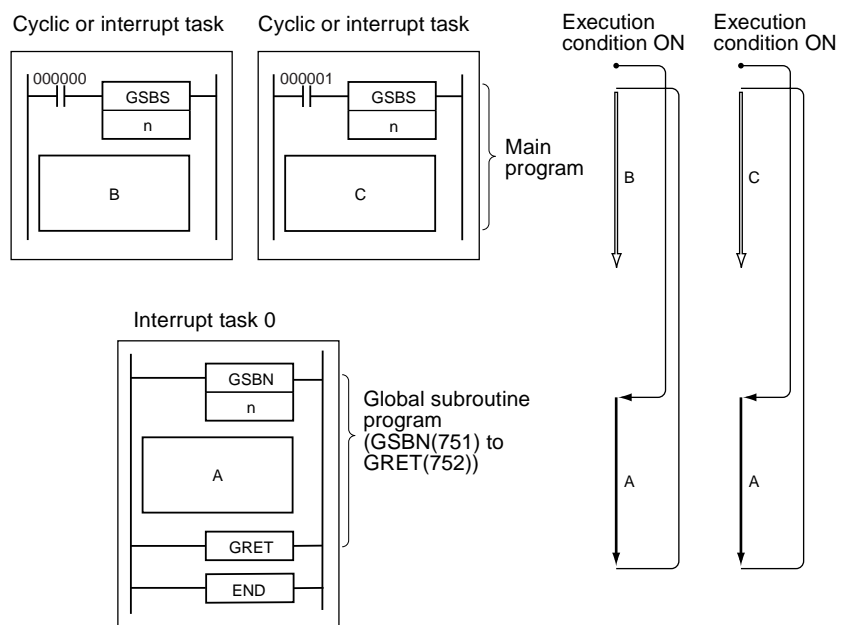 Cyclic or interrupt task
Cyclic or interrupt task
Execution
condition ON
Execution
condition ON
000000
GSBS
n
B
000001
GSBS
n
C
Main
program
B
C
Interrupt task 0
GSBN
n
A
GRET
END
Global subroutine
program
(GSBN(751) to
GRET(752))
A
A